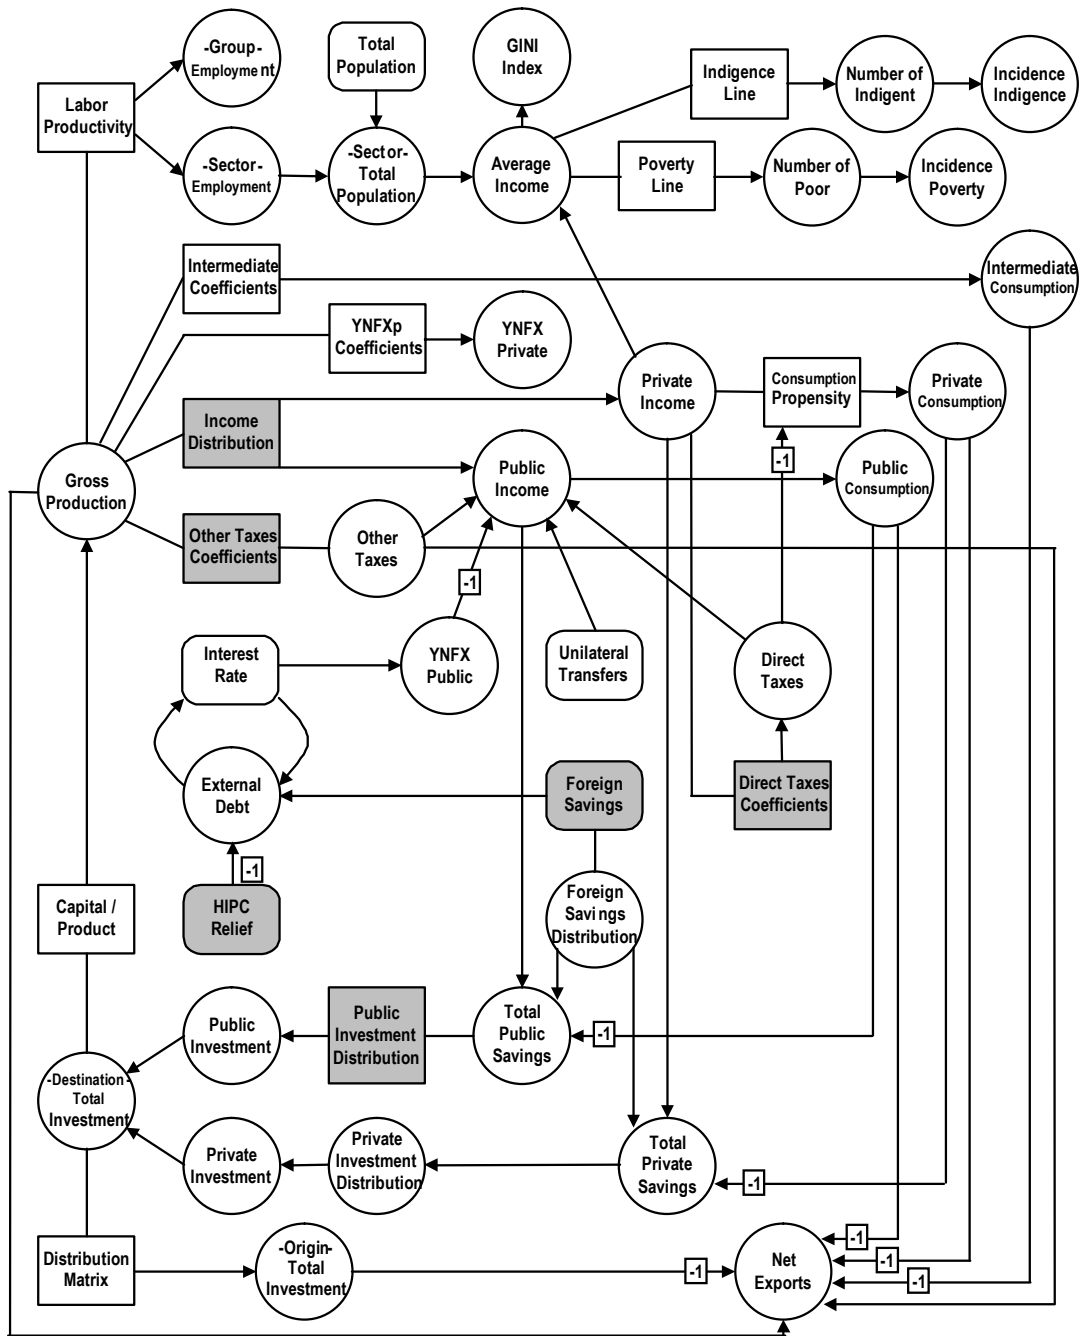 -Group-
Employment
Total
Population
GINI
Index
Indigence
Line
Number of
Indigent
Incidence
Indigence
Labor
Productivity
-Sector-
Employment
-Sector-
Total
Population
Average
Income
Poverty
Line
Number of
Poor
Incidence
Poverty
Intermediate
Coefficients
Intermediate
Consumption
YNFXp
Coefficients
YNFX
Private
Private
Income
Consumption
Propensity
Private
Consumption
Income
Distribution
-1
Gross
Production
Public
Income
Public
Consumption
Other Taxes
Coefficients
Other
Taxes
-1
Interest
Rate
YNFX
Public
Unilateral
Transfers
Direct
Taxes
External
Debt
Foreign
Savings
Direct Taxes
Coefficients
-1
Capital /
Product
HIPC
Relief
Foreign
Savings
Distribution
Public
Investment
Public
Investment
Distribution
Total
Public
Savings
-1
-Destination-
Total
Investment
Private
Investment
Private
Investment
Distribution
Total
Private
Savings
-1
Distribution
Matrix
-Origin-
Total
Investment
-1
Net
Exports
-1
-1
-1